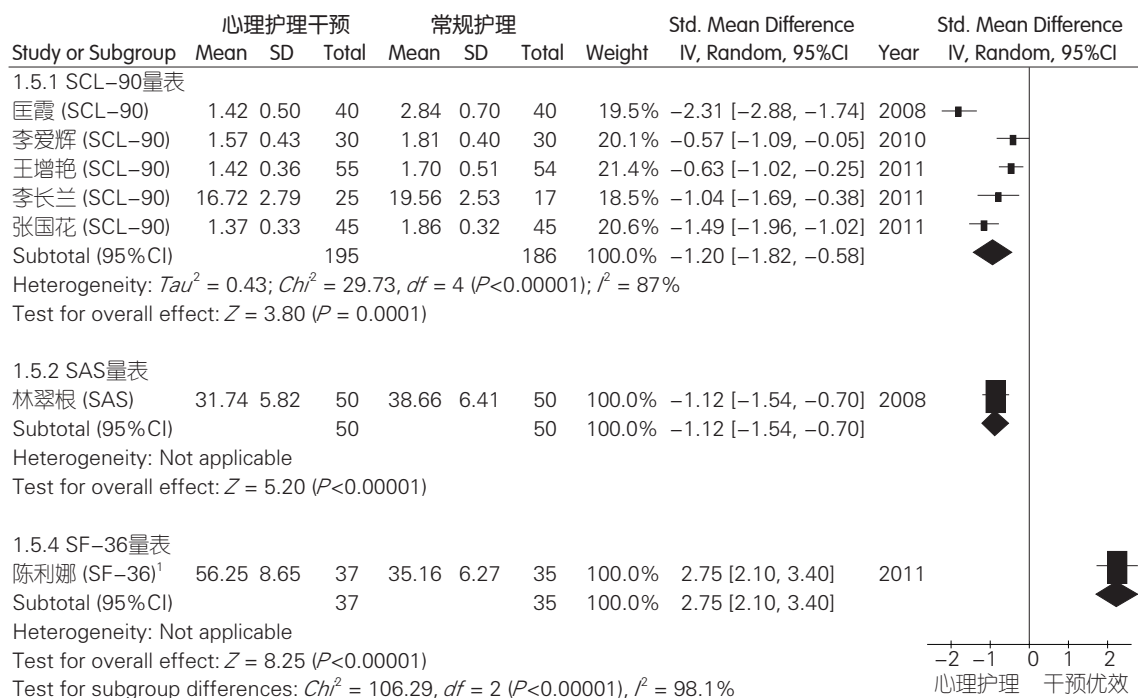 心理护理干预 常规护理 Std. Mean Difference Std. Mean Difference
Study or Subgroup Mean SD Total Mean SD Total Weight IV, Random, 95%CI Year IV, Random, 95%CI
1.5.1 SCL–90量表
匡霞 (SCL–90) 1.42 0.50 40 2.84 0.70 40 19.5% −2.31 [−2.88, −1.74] 2008
李爱辉 (SCL–90) 1.57 0.43 30 1.81 0.40 30 20.1% −0.57 [−1.09, −0.05] 2010
王增艳 (SCL–90) 1.42 0.36 55 1.70 0.51 54 21.4% −0.63 [−1.02, −0.25] 2011
李长兰 (SCL–90) 16.72 2.79 25 19.56 2.53 17 18.5% −1.04 [−1.69, −0.38] 2011
张国花 (SCL–90) 1.37 0.33 45 1.86 0.32 45 20.6% −1.49 [−1.96, −1.02] 2011
Subtotal (95%CI) 195 186 100.0% −1.20 [−1.82, −0.58]
Heterogeneity: Tau² = 0.43; Chi² = 29.73, df = 4 (P<0.00001); I² = 87%
Test for overall effect: Z = 3.80 (P = 0.0001)
1.5.2 SAS量表
林翠根 (SAS) 31.74 5.82 50 38.66 6.41 50 100.0% −1.12 [−1.54, −0.70] 2008
Subtotal (95%CI) 50 50 100.0% −1.12 [−1.54, −0.70]
Heterogeneity: Not applicable
Test for overall effect: Z = 5.20 (P<0.00001)
1.5.4 SF–36量表
陈利娜 (SF–36)¹ 56.25 8.65 37 35.16 6.27 35 100.0% 2.75 [2.10, 3.40] 2011
Subtotal (95%CI) 37 35 100.0% 2.75 [2.10, 3.40]
Heterogeneity: Not applicable
Test for overall effect: Z = 8.25 (P<0.00001)
Test for subgroup differences: Chi² = 106.29, df = 2 (P<0.00001), I² = 98.1%
−2 −1 0 1 2
心理护理 干预优效